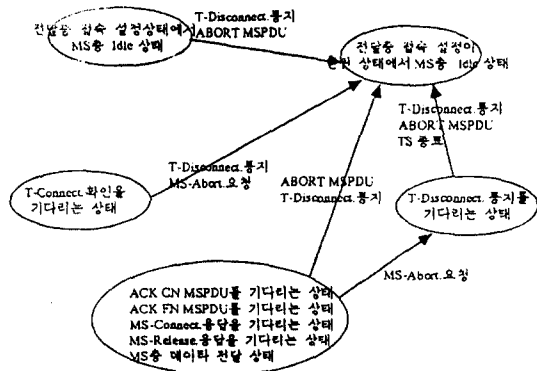 전달층 접속 설정상태에서
MS층 Idle 상태
T-Disconnect.통지
ABORT MSPDU
전달층 접속 설정이
상태에서 MS층 Idle 상태
T-Disconnect.통지
ABORT MSPDU
TS 종료
T-Disconnect.통지
MS-Abort.요청
ABORT MSPDU
T-Disconnect.통지
T-Connect.확인을
기다리는 상태
T-Disconnect.통지를
기다리는 상태
MS-Abort.요청
ACK CN MSPDU를 기다리는 상태
ACK FN MSPDU를 기다리는 상태
MS-Connect.응답을 기다리는 상태
MS-Release.응답을 기다리는 상태
MS층 데이타 전달 상태